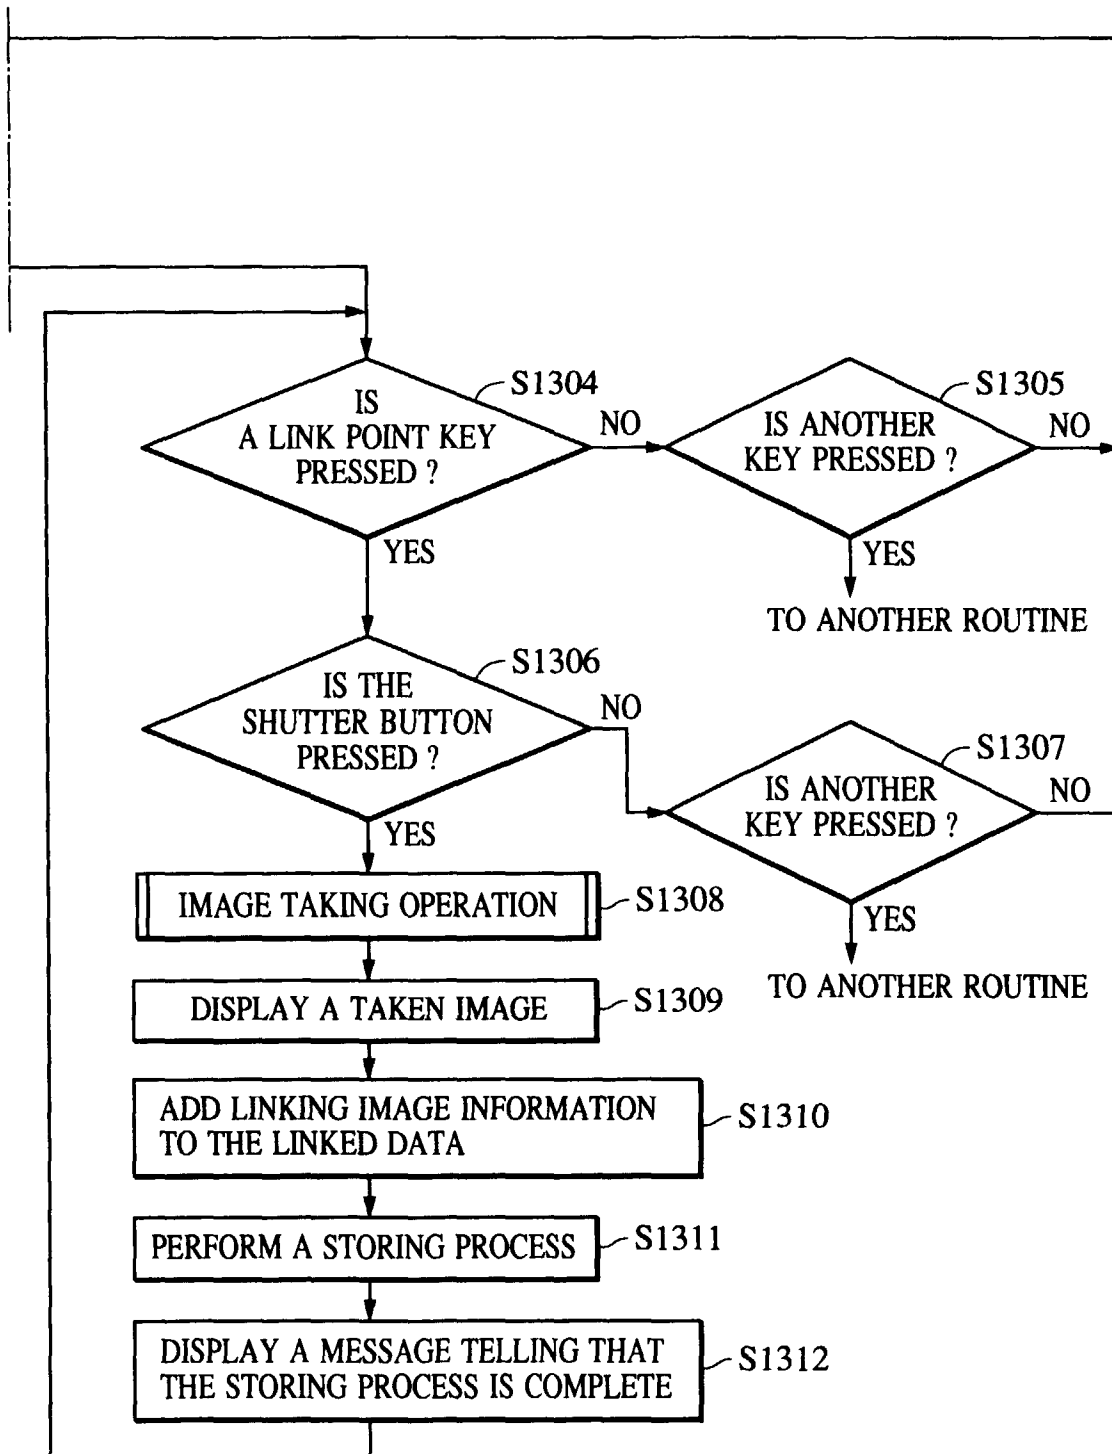 S1304
IS
A LINK POINT KEY
PRESSED ?
NO
YES
S1305
IS ANOTHER
KEY PRESSED ?
NO
YES
TO ANOTHER ROUTINE
S1306
IS THE
SHUTTER BUTTON
PRESSED ?
NO
YES
S1307
IS ANOTHER
KEY PRESSED ?
NO
YES
TO ANOTHER ROUTINE
IMAGE TAKING OPERATION
S1308
DISPLAY A TAKEN IMAGE
S1309
ADD LINKING IMAGE INFORMATION
TO THE LINKED DATA
S1310
PERFORM A STORING PROCESS
S1311
DISPLAY A MESSAGE TELLING THAT
THE STORING PROCESS IS COMPLETE
S1312